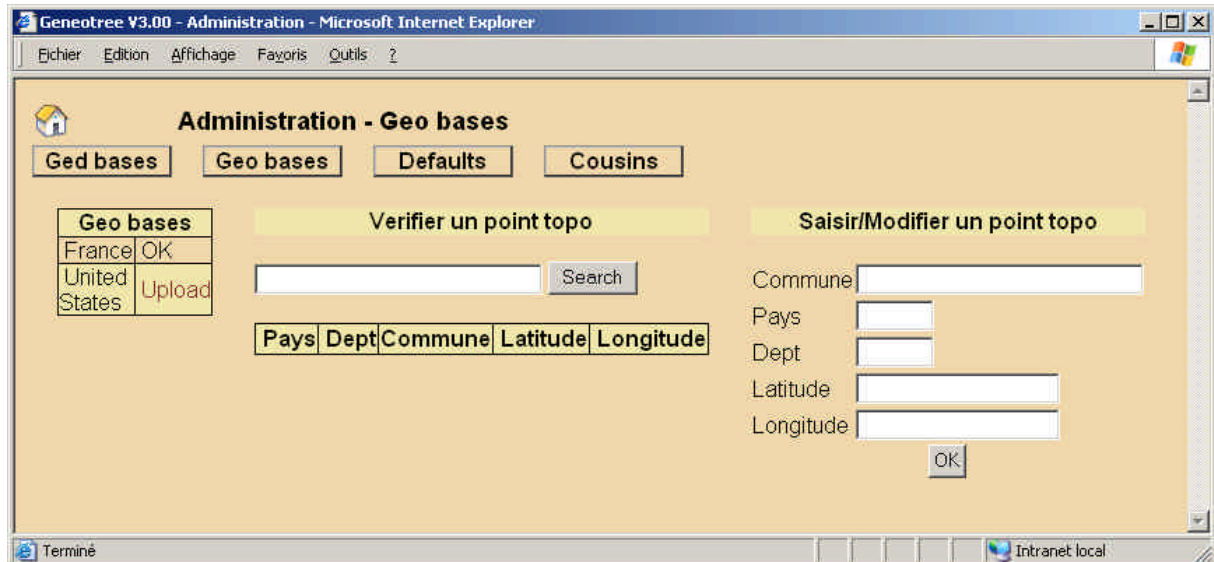 Geneotree V3.00 - Administration - Microsoft Internet Explorer
Fichier Edition Affichage Favoris Outils ?
Administration - Geo bases
Ged bases Geo bases Defaults Cousins
Geo bases
France OK
United States Upload
Verifier un point topo
Search
Pays Dept Commune Latitude Longitude
Saisir/Modifier un point topo
Commune
Pays
Dept
Latitude
Longitude
OK
Terminé
Intranet local